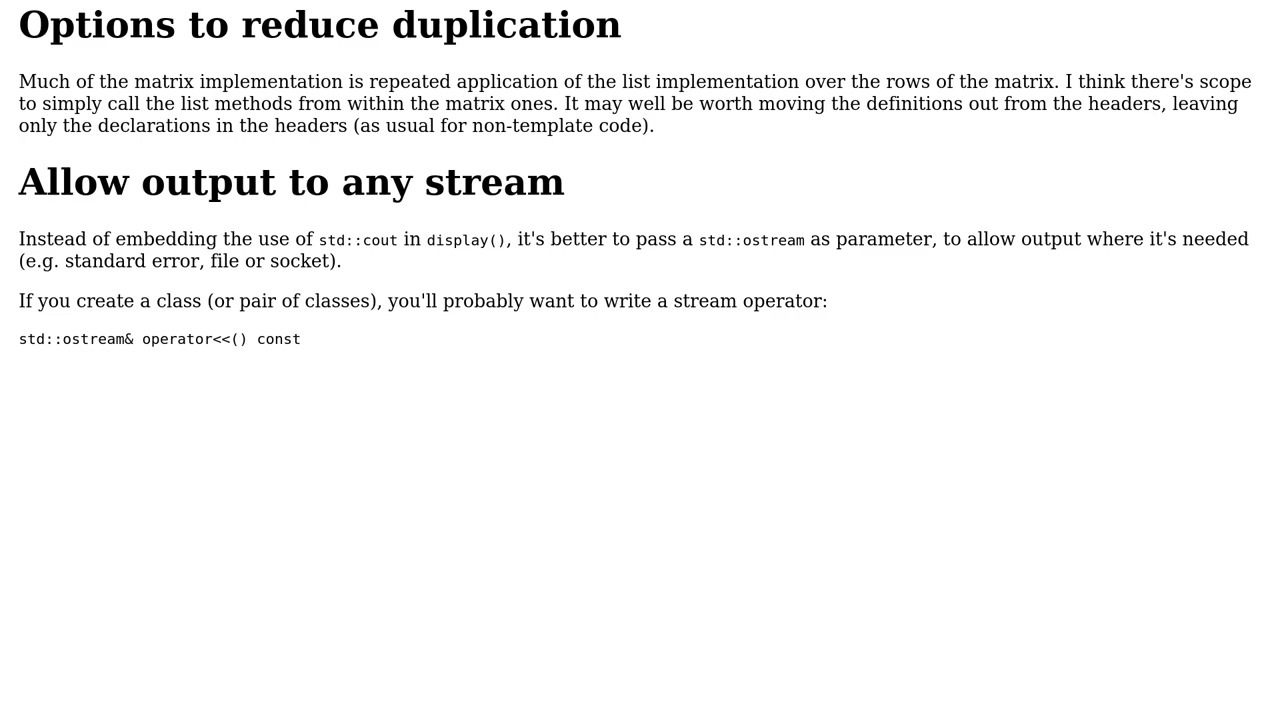 Options to reduce duplication
Much of the matrix implementation is repeated application of the list implementation over the rows of the matrix. I think there's scope
to simply call the list methods from within the matrix ones. It may well be worth moving the definitions out from the headers, leaving
only the declarations in the headers (as usual for non-template code).
Allow output to any stream
Instead of embedding the use of std::cout in display(), it's better to pass a std::ostream as parameter, to allow output where it's needed
(e.g. standard error, file or socket).
If you create a class (or pair of classes), you'll probably want to write a stream operator:
std::ostream& operator<<() const